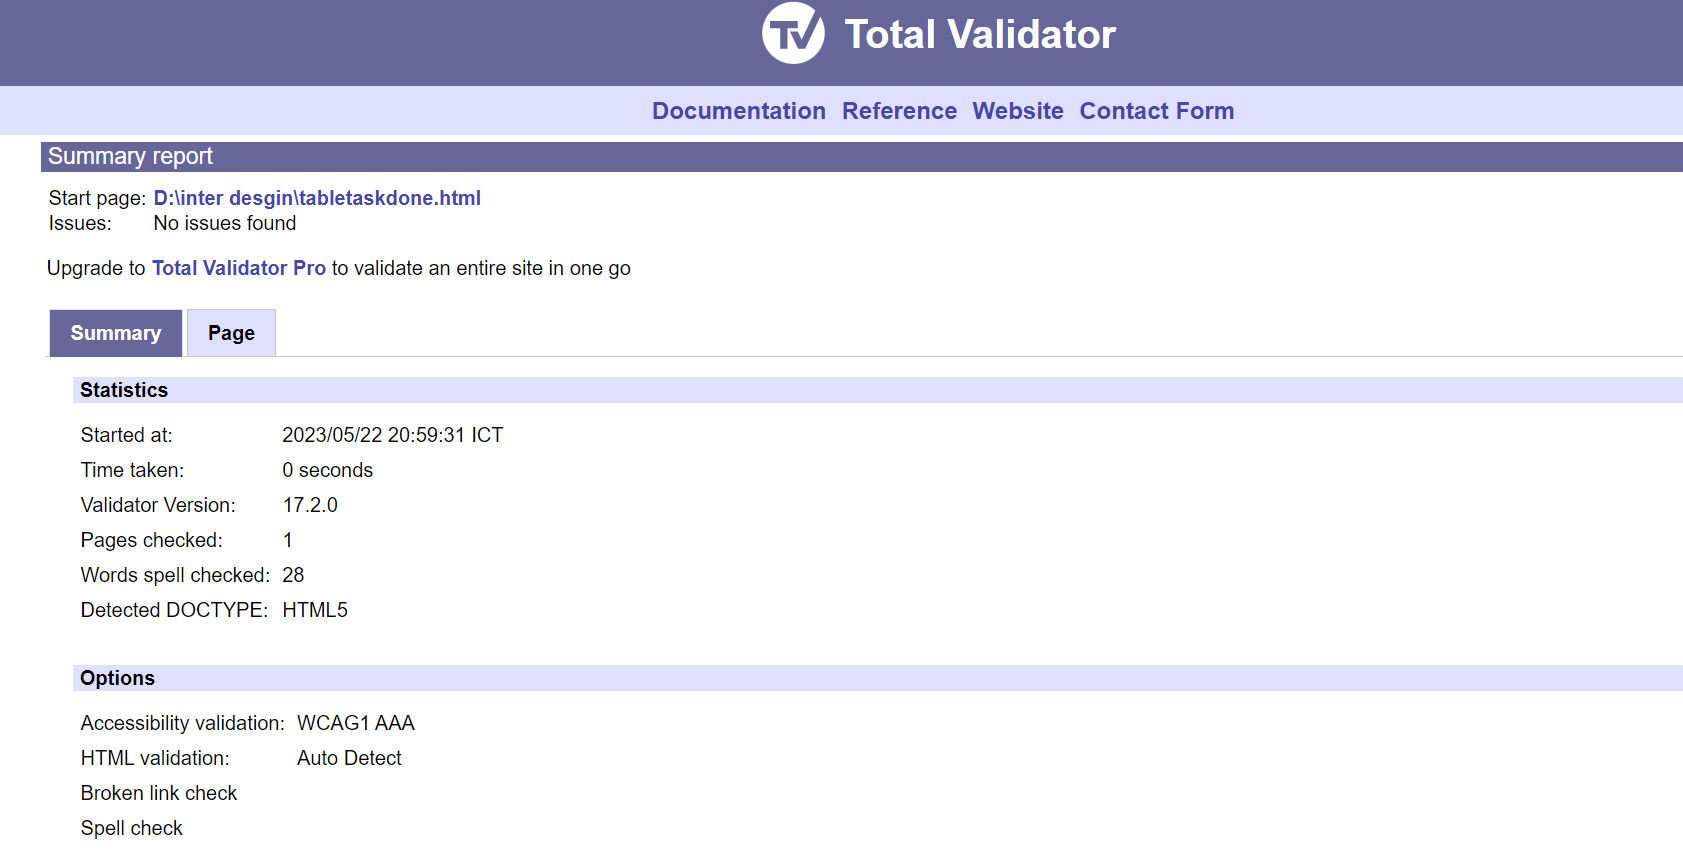 TV Total Validator
Documentation Reference Website Contact Form
Summary report
Start page: D:\inter desgin\tabletaskdone.html
Issues: No issues found
Upgrade to Total Validator Pro to validate an entire site in one go
Summary Page
Statistics
Started at: 2023/05/22 20:59:31 ICT
Time taken: 0 seconds
Validator Version: 17.2.0
Pages checked: 1
Words spell checked: 28
Detected DOCTYPE: HTML5
Options
Accessibility validation: WCAG1 AAA
HTML validation: Auto Detect
Broken link check
Spell check